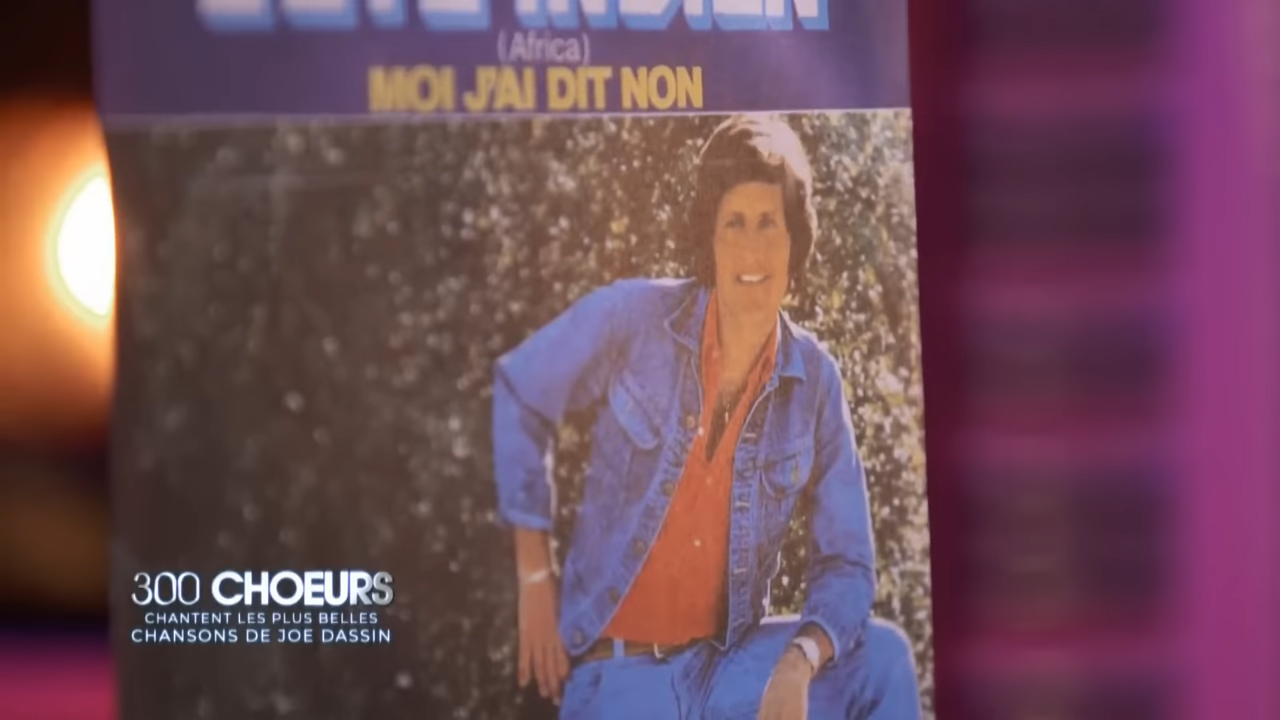 (Africa)
MOI J'AI DIT NON
300 CHOEURS
CHANTENT LES PLUS BELLES
CHANSONS DE JOE DASSIN